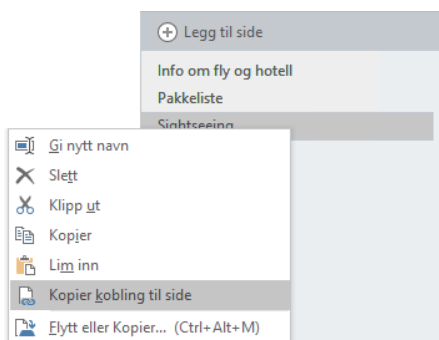 Legg til side
Info om fly og hotell
Pakkeliste
Sightseeing
Gi nytt navn
Slett
Klipp ut
Kopier
Lim inn
Kopier kobling til side
Flytt eller Kopier... (Ctrl+Alt+M)